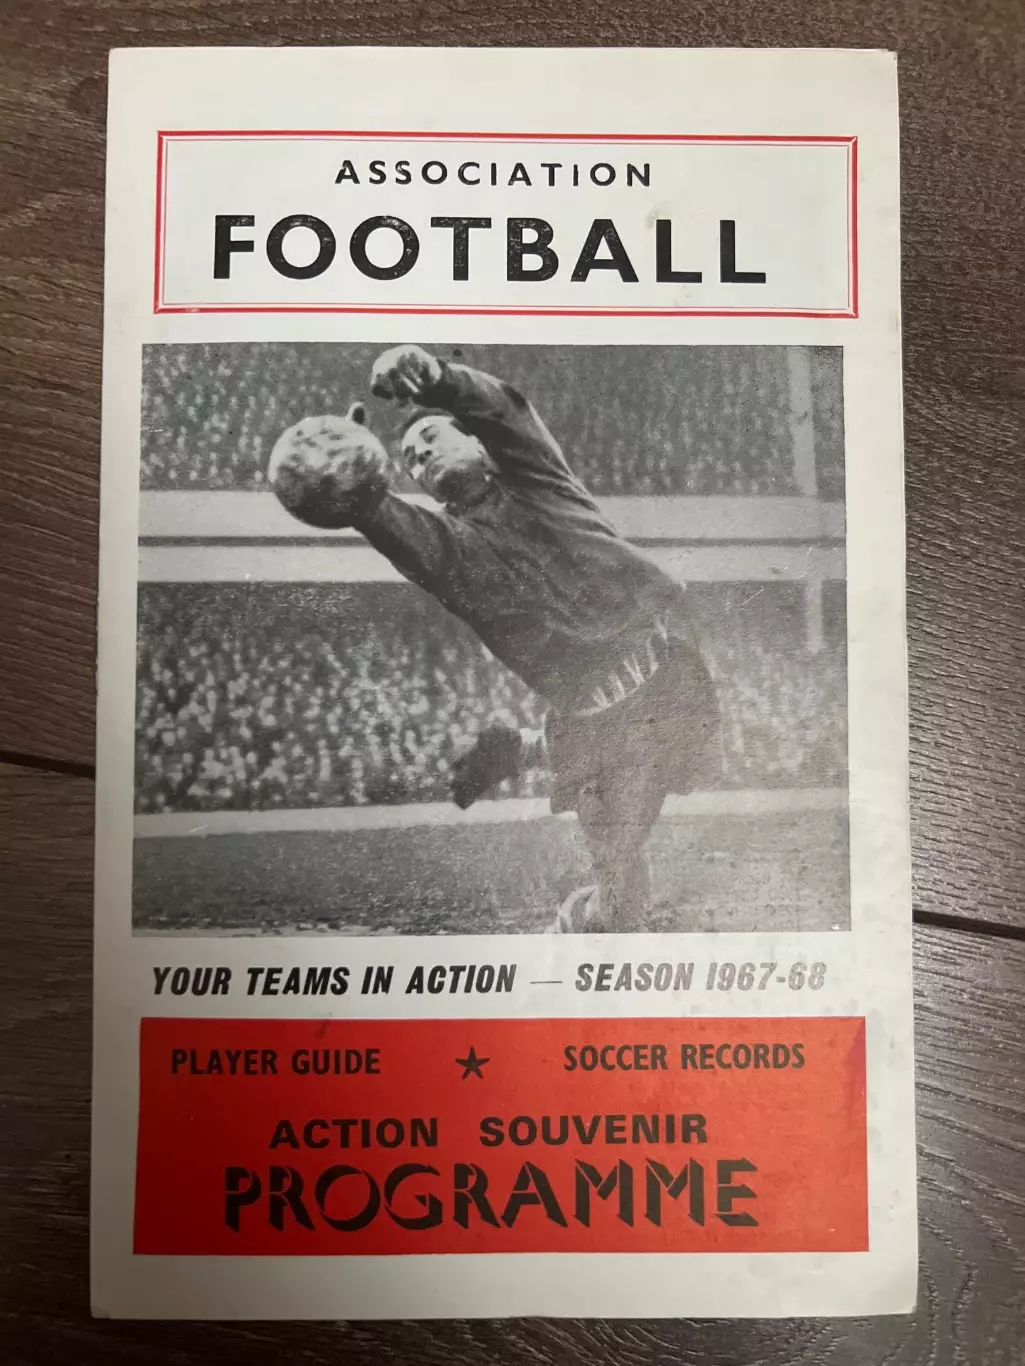 ASSOCIATION
FOOTBALL
YOUR TEAMS IN ACTION — SEASON 1967-68
PLAYER GUIDE ★ SOCCER RECORDS
ACTION SOUVENIR
PROGRAMME